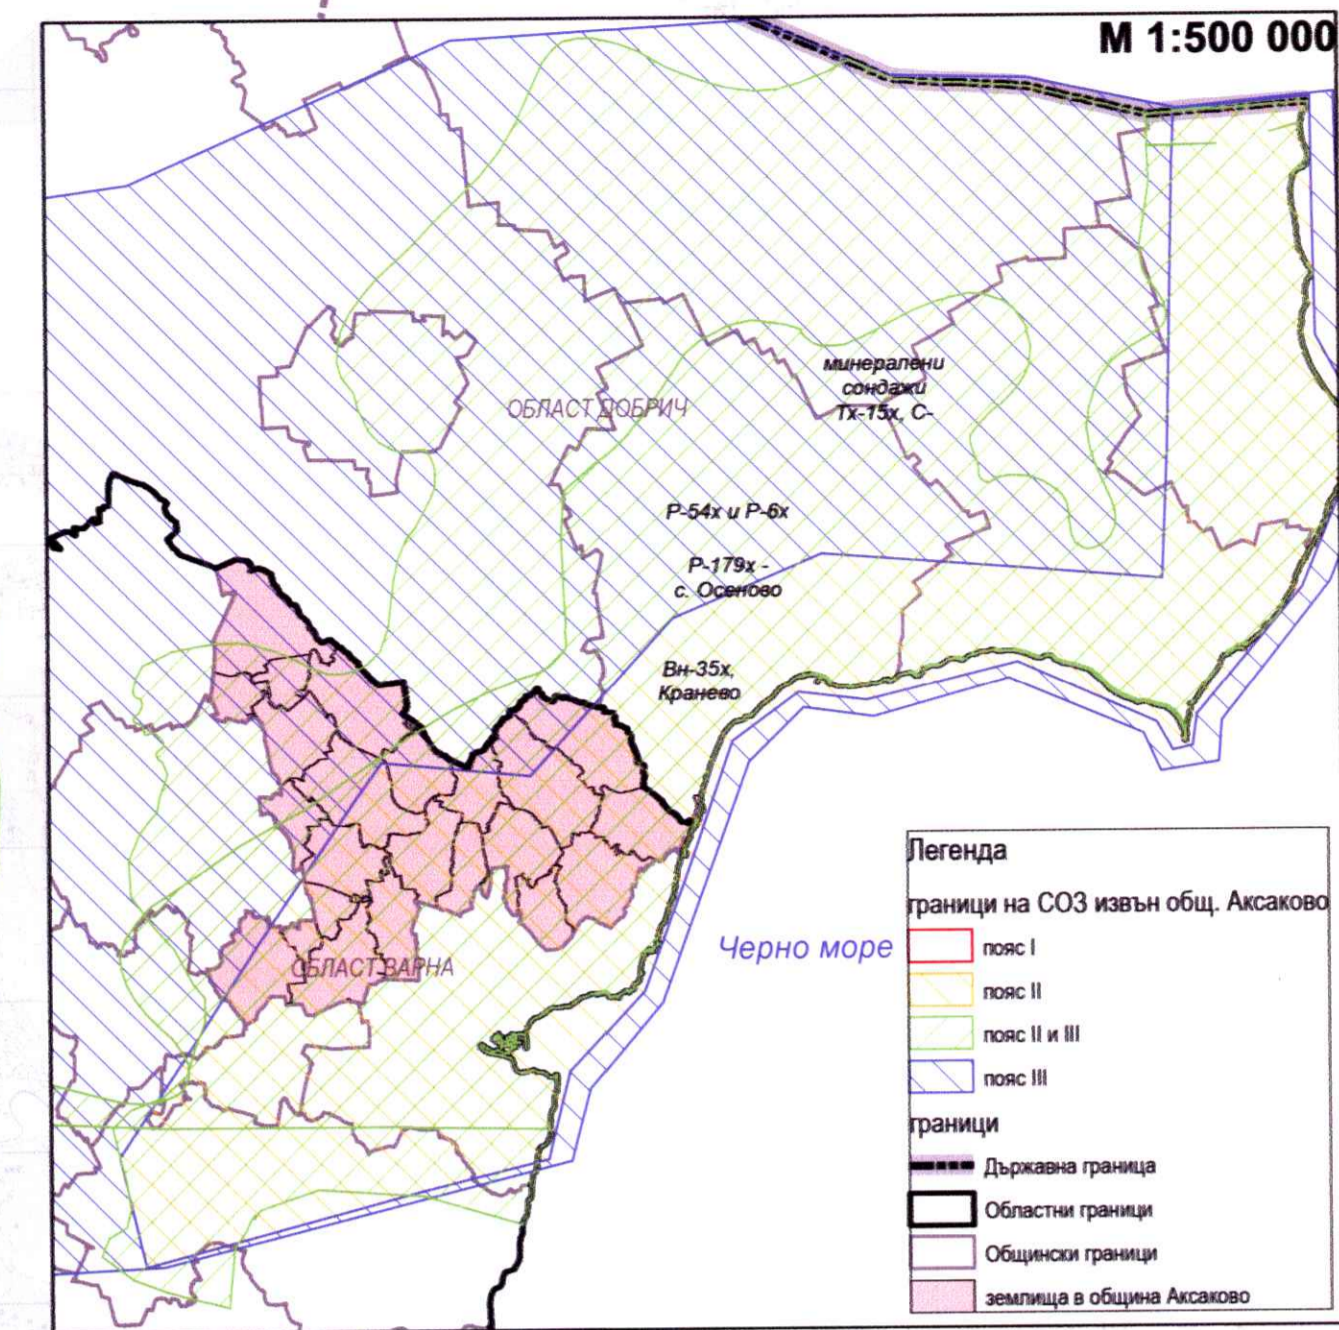 М 1:500 000
минералени
сондажи
Тх-15х, С-
ОБЛАСТ ДОБРИЧ
Р-54х и Р-6х
Р-179х -
с. Осеново
Вн-35х,
Кранево
Черно море
ОБЛАСТ ВАРНА
Легенда
граници на СОЗ извън общ. Аксаково
пояс I
пояс II
пояс II и III
пояс III
граници
Държавна граница
Областни граници
Общински граници
землища в община Аксаково